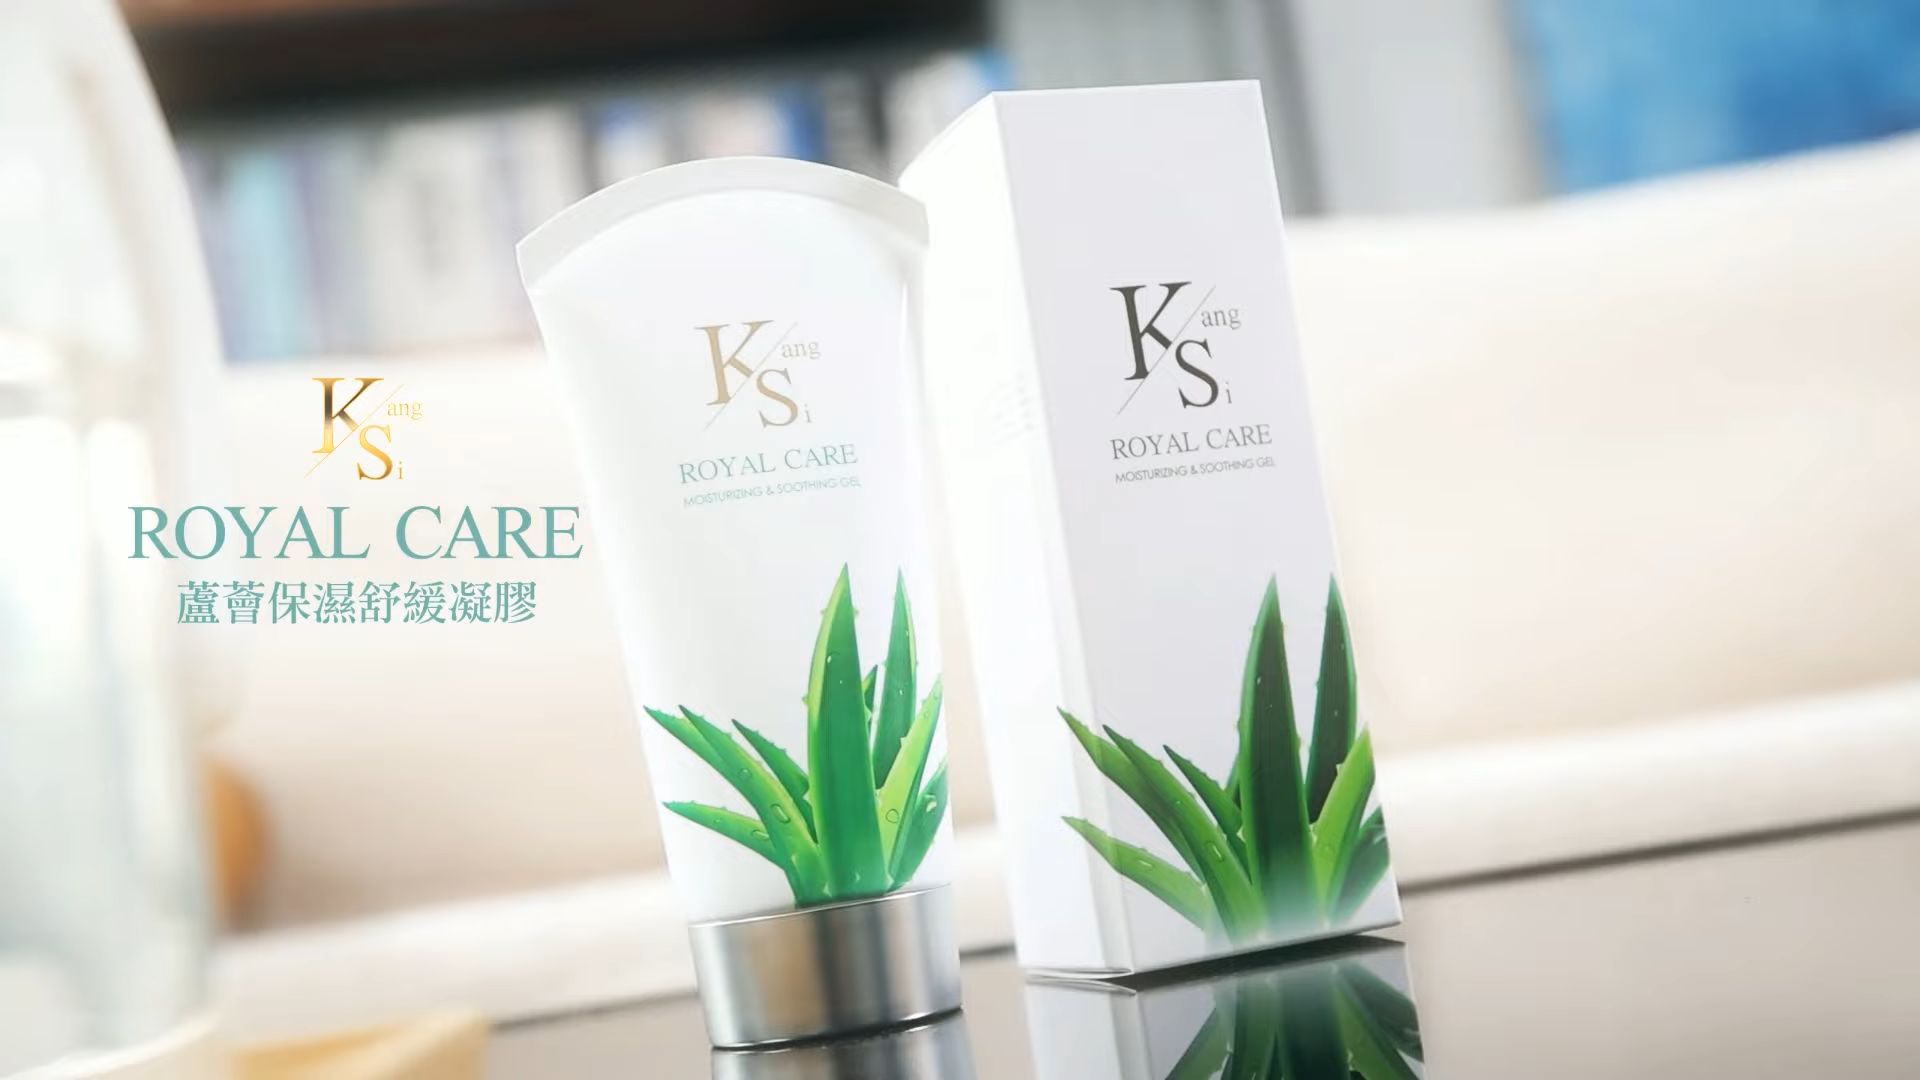 Kang
Si
ROYAL CARE
蘆薈保濕舒緩凝膠
Kang
Si
ROYAL CARE
MOISTURIZING & SOOTHING GEL
Kang
Si
ROYAL CARE
MOISTURIZING & SOOTHING GEL